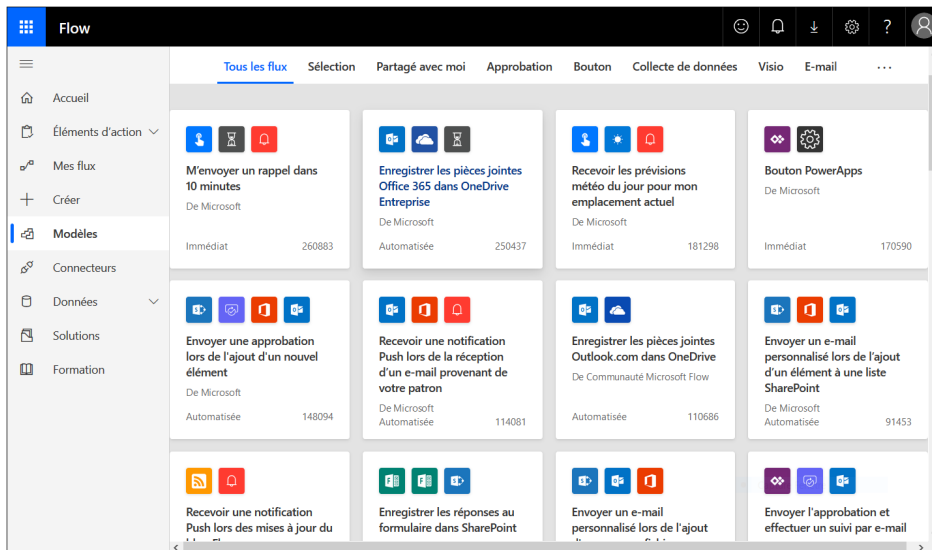 Flow
?
Tous les flux Sélection Partagé avec moi Approbation Bouton Collecte de données Visio E-mail ...
Accueil
Éléments d'action
Mes flux
Créer
Modèles
Connecteurs
Données
Solutions
Formation
M'envoyer un rappel dans
10 minutes
De Microsoft
Immédiat 260883
Enregistrer les pièces jointes
Office 365 dans OneDrive
Entreprise
De Microsoft
Automatisée 250437
Recevoir les prévisions
météo du jour pour mon
emplacement actuel
De Microsoft
Immédiat 181298
Bouton PowerApps
De Microsoft
Immédiat 170590
Envoyer une approbation
lors de l'ajout d'un nouvel
élément
De Microsoft
Automatisée 148094
Recevoir une notification
Push lors de la réception
d'un e-mail provenant de
votre patron
De Microsoft
Automatisée 114081
Enregistrer les pièces jointes
Outlook.com dans OneDrive
De Communauté Microsoft Flow
Automatisée 110686
Envoyer un e-mail
personnalisé lors de l'ajout
d'un élément à une liste
SharePoint
De Microsoft
Automatisée 91453
Recevoir une notification
Push lors des mises à jour du
Enregistrer les réponses au
formulaire dans SharePoint
Envoyer un e-mail
personnalisé lors de l'ajout
Envoyer l'approbation et
effectuer un suivi par e-mail